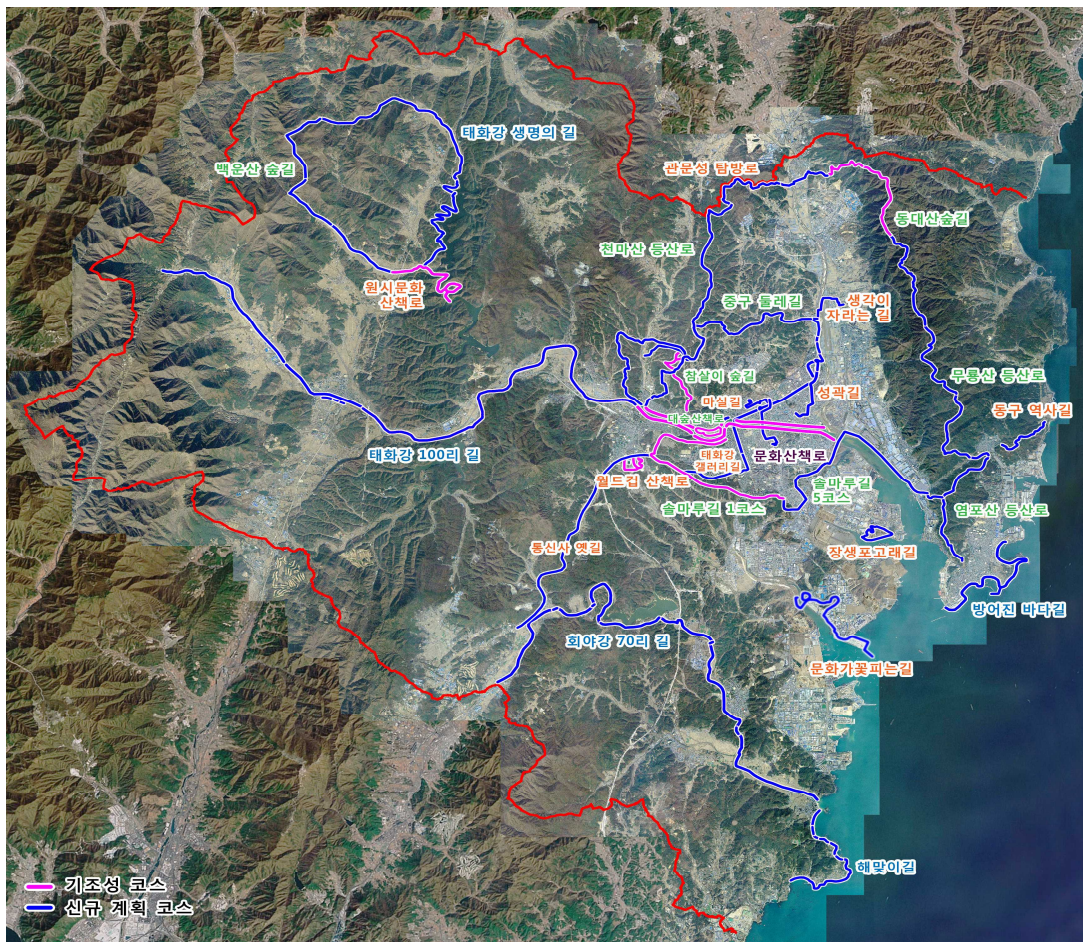 태화강 생명의 길
백운산 숲길
관문성 탐방로
동대산숲길
천마산 등산로
원시문화
산책로
중구 둘레길
생각이
자라는 길
참살이 숲길
무룡산 등산로
마실길
성곽길
동구 역사길
대숲산책로
태화강 100리 길
태화강
갤러리길
문화산책로
월드컵 산책로
솔마루길
5코스
솔마루길 1코스
염포산 등산로
통신사 옛길
장생포고래길
방어진 바다길
회야강 70리 길
문화가꽃피는길
해맞이길
기조성 코스
신규 계획 코스